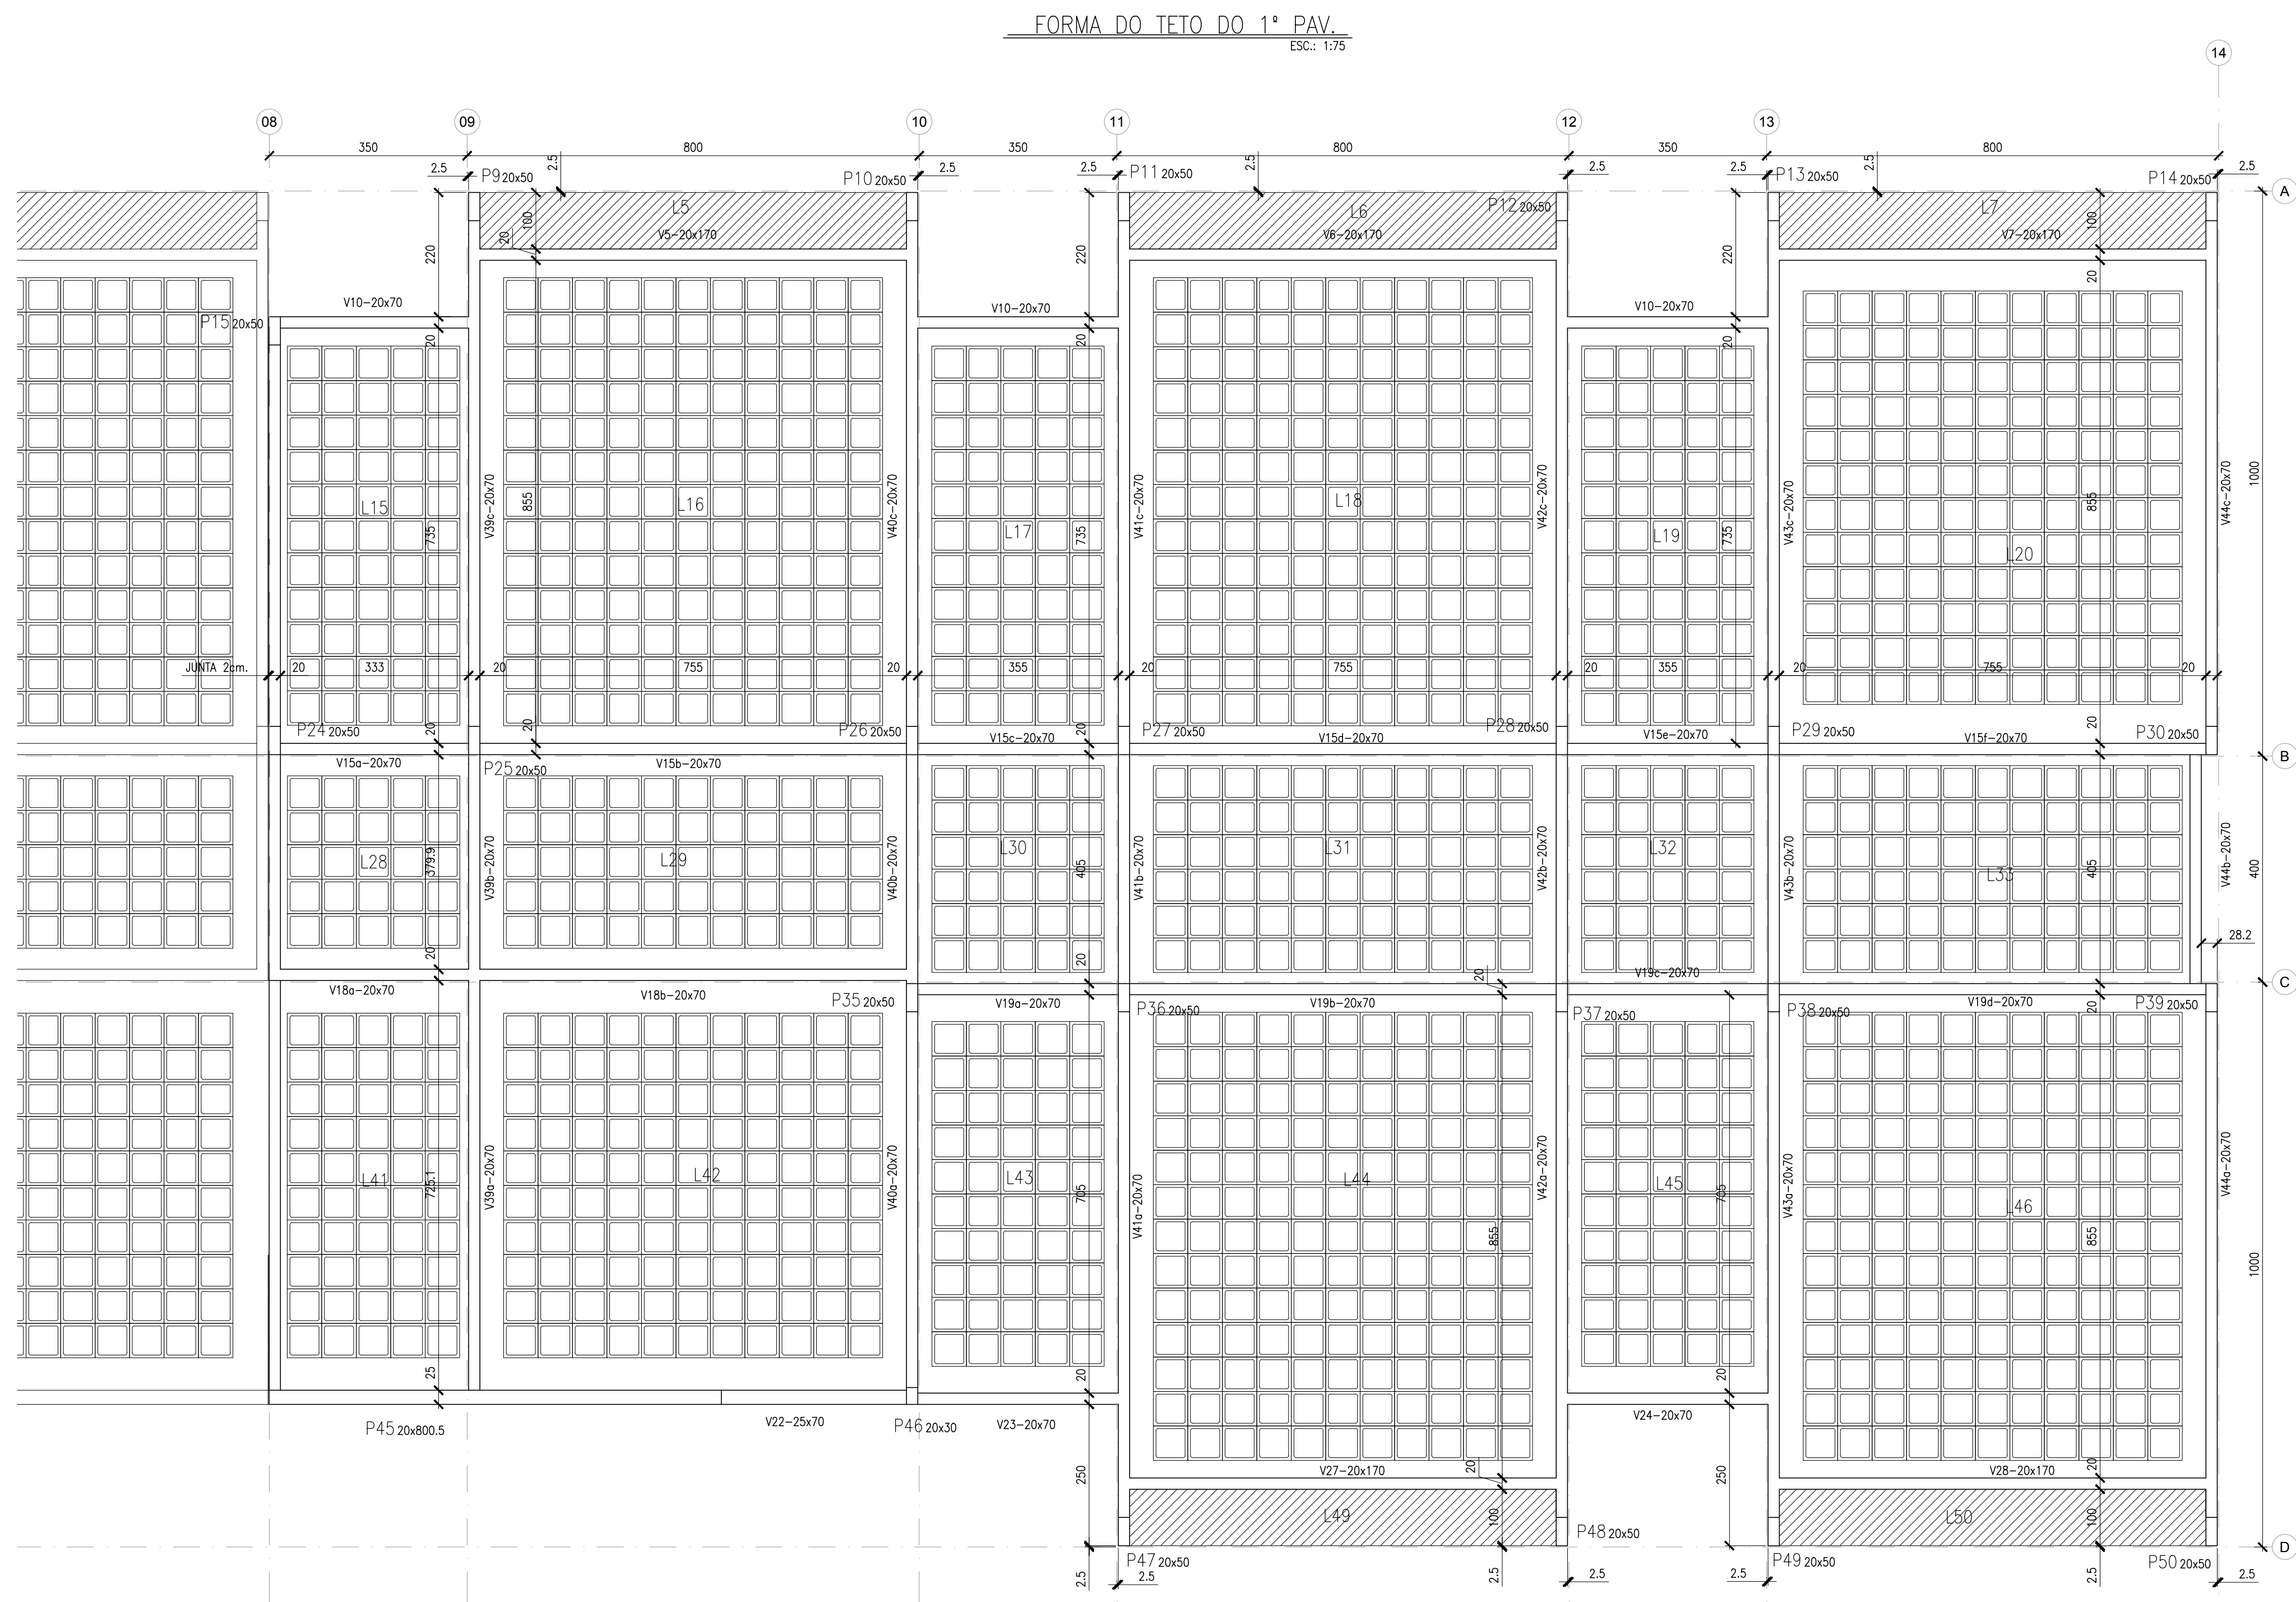 FORMA DO TETO DO 1º PAV.
ESC.: 1:75
14
08 09 10 11 12 13
350 800 350 800 350 800
2.5 2.5 2.5 2.5 2.5 2.5 2.5 2.5 2.5 2.5
P9 20x50 P10 20x50 P11 20x50 P12 20x50 P13 20x50 P14 20x50
A
L5 L6 L7
100 100
V5-20x170 V6-20x170 V7-20x170
20 20
220 220 220
V10-20x70 V10-20x70 V10-20x70
P15 20x50
20 20 20
L15 L16 L17 L18 L19 L20
V39c-20x70 V40c-20x70 V41c-20x70 V42c-20x70 V43c-20x70 V44c-20x70
735 855 735 735 855 1000
JUNTA 2cm. 20 333 20 755 20 355 20 755 20 355 20 755 20
P24 20x50 P26 20x50 P27 20x50 P28 20x50 P29 20x50 P30 20x50
20 20 20 20
V15c-20x70 V15d-20x70 V15e-20x70 V15f-20x70
B
V15a-20x70 V15b-20x70
P25 20x50
L28 L29 L30 L31 L32 L33
379.9 405 405 400
V39b-20x70 V40b-20x70 V41b-20x70 V42b-20x70 V43b-20x70 V44b-20x70
28.2
20 20 20
V19c-20x70
C
V18a-20x70 V18b-20x70 P35 20x50 V19a-20x70 V19b-20x70 V19d-20x70 P39 20x50
20
P36 20x50 P37 20x50 P38 20x50
L41 L42 L43 L44 L45 L46
725.1 705 855 705 855 1000
V39a-20x70 V40a-20x70 V41a-20x70 V42a-20x70 V43a-20x70 V44a-20x70
25 20 20
P45 20x800.5 V22-25x70 P46 20x30 V23-20x70 V24-20x70
V27-20x170 V28-20x170
20 20
250 250
L49 L50
100 100
D
P47 20x50 P48 20x50 P49 20x50 P50 20x50
2.5 2.5 2.5 2.5 2.5 2.5 2.5